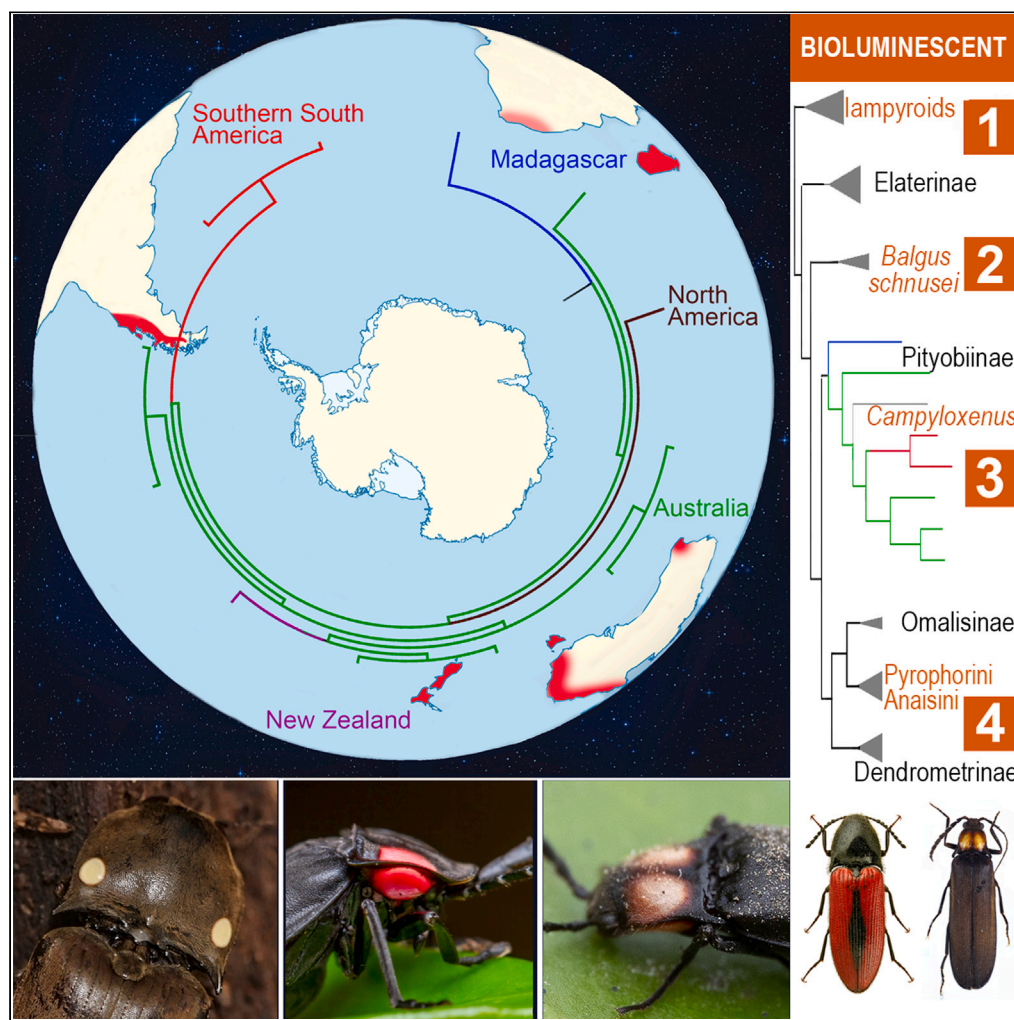 Southern South
America
Madagascar
North
America
Australia
New Zealand
BIOLUMINESCENT
lampyroids
1
Elaterinae
Balgus
schnusei
2
Pityobiinae
Campyloxenus
3
Omalisinae
Pyrophorini
Anaisini
4
Dendrometrinae